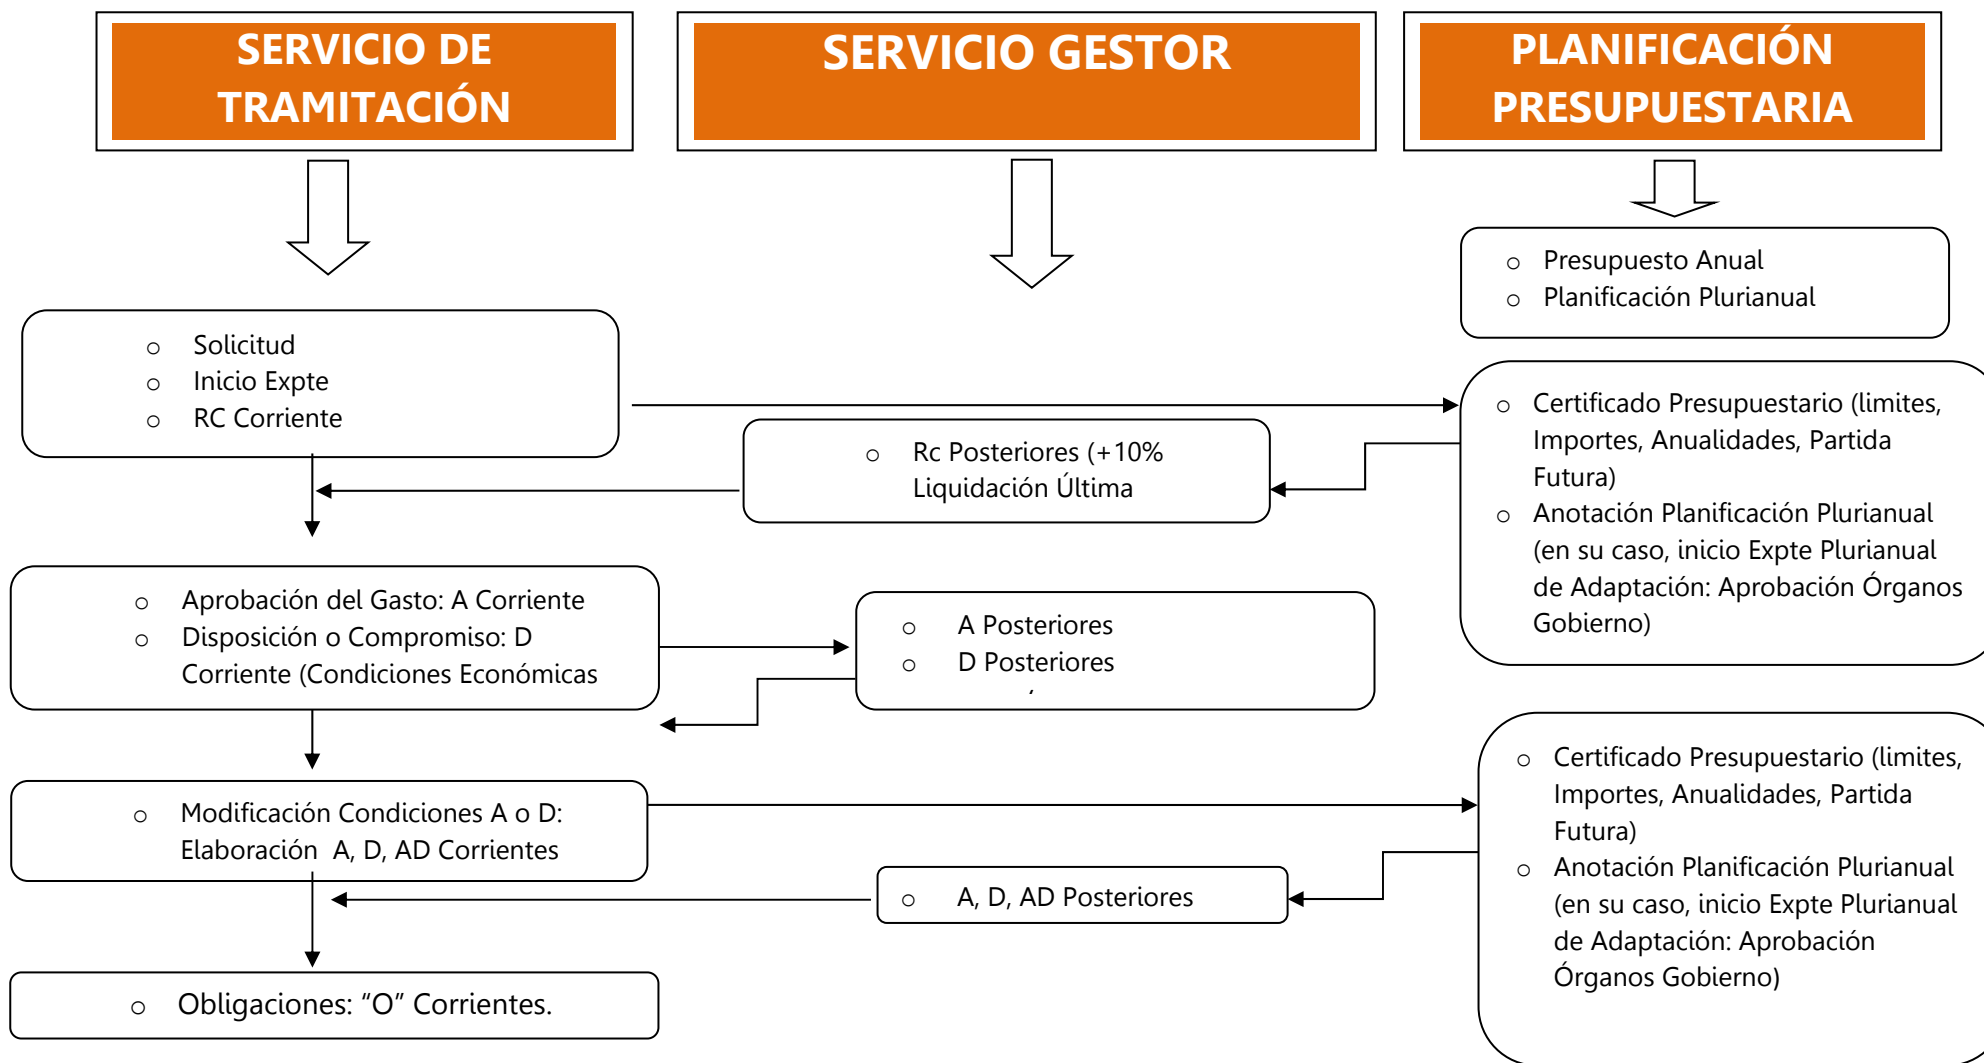 SERVICIO DE
TRAMITACIÓN
SERVICIO GESTOR
PLANIFICACIÓN
PRESUPUESTARIA
o Presupuesto Anual
o Planificación Plurianual
o Solicitud
o Inicio Expte
o RC Corriente
o Certificado Presupuestario (limites,
Importes, Anualidades, Partida
Futura)
o Anotación Planificación Plurianual
(en su caso, inicio Expte Plurianual
de Adaptación: Aprobación Órganos
Gobierno)
o Rc Posteriores (+10%
Liquidación Última
o Aprobación del Gasto: A Corriente
o Disposición o Compromiso: D
Corriente (Condiciones Económicas
o A Posteriores
o D Posteriores
o Modificación Condiciones A o D:
Elaboración A, D, AD Corrientes
o Certificado Presupuestario (limites,
Importes, Anualidades, Partida
Futura)
o Anotación Planificación Plurianual
(en su caso, inicio Expte Plurianual
de Adaptación: Aprobación
Órganos Gobierno)
o A, D, AD Posteriores
o Obligaciones: “O” Corrientes.